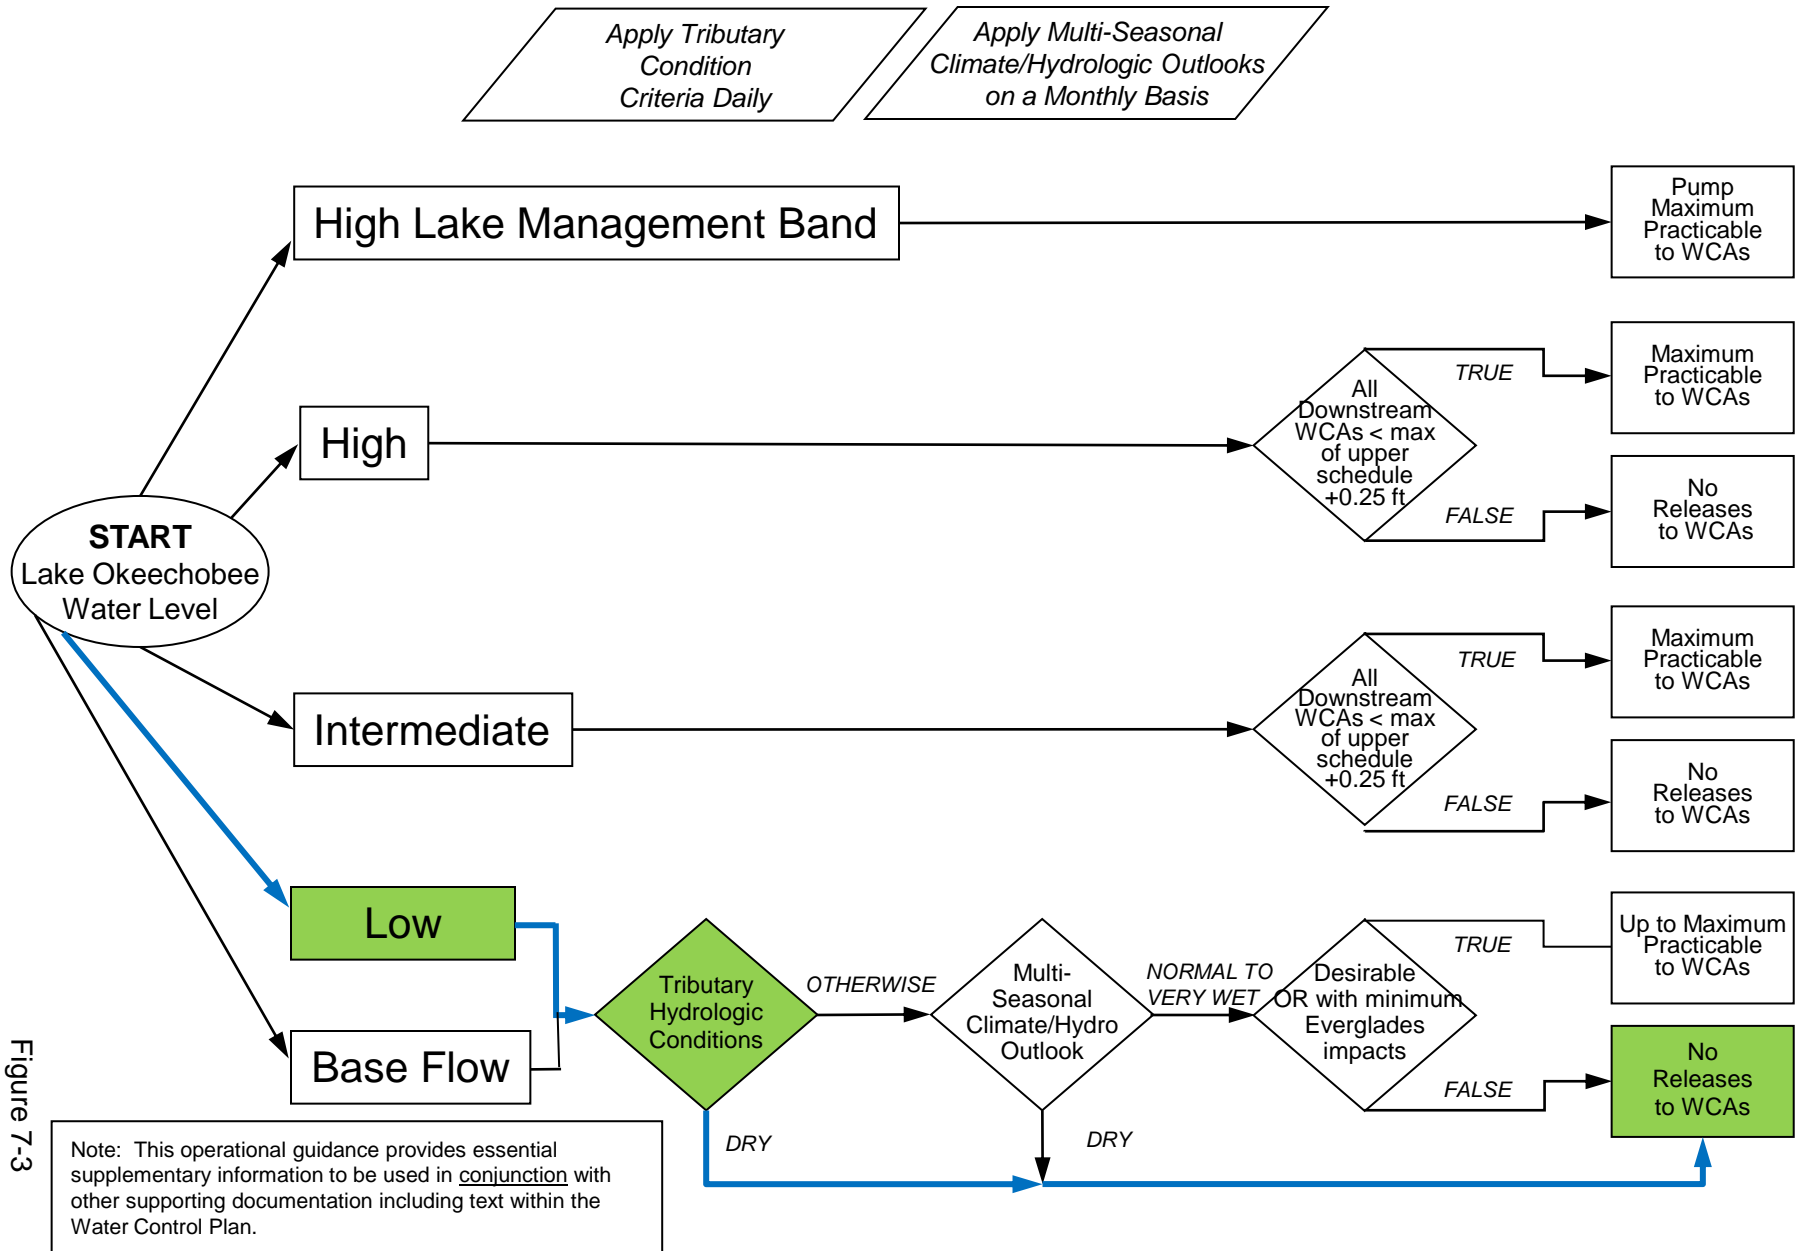 Apply Tributary
Condition
Criteria Daily
Apply Multi-Seasonal
Climate/Hydrologic Outlooks
on a Monthly Basis
High Lake Management Band
Pump
Maximum
Practicable
to WCAs
High
All
Downstream
WCAs < max
of upper
schedule
+0.25 ft
TRUE
Maximum
Practicable
to WCAs
FALSE
No
Releases
to WCAs
START
Lake Okeechobee
Water Level
Intermediate
All
Downstream
WCAs < max
of upper
schedule
+0.25 ft
TRUE
Maximum
Practicable
to WCAs
FALSE
No
Releases
to WCAs
Low
Base Flow
Tributary
Hydrologic
Conditions
OTHERWISE
DRY
Multi-
Seasonal
Climate/Hydro
Outlook
NORMAL TO
VERY WET
DRY
Desirable
OR with minimum
Everglades
impacts
TRUE
Up to Maximum
Practicable
to WCAs
FALSE
No
Releases
to WCAs
Figure 7-3
Note:  This operational guidance provides essential
supplementary information to be used in conjunction with
other supporting documentation including text within the
Water Control Plan.